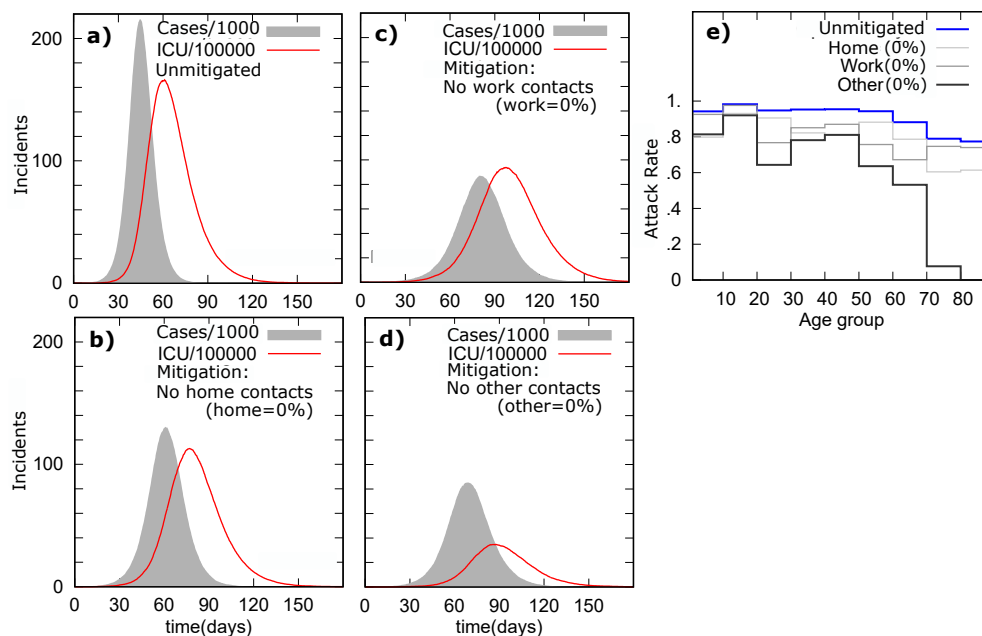 a)
Cases/1000
ICU/100000
Unmitigated
Incidents
200
100
0
0 30 60 90 120 150
c)
Cases/1000
ICU/100000
Mitigation:
No work contacts
(work=0%)
0 30 60 90 120 150
e)
Unmitigated
Home (0%)
Work(0%)
Other(0%)
Attack Rate
1.
.8
.6
.4
.2
0
10 20 30 40 50 60 70 80
Age group
b)
Cases/1000
ICU/100000
Mitigation:
No home contacts
(home=0%)
Incidents
200
100
0
0 30 60 90 120 150
time(days)
d)
Cases/1000
ICU/100000
Mitigation:
No other contacts
(other=0%)
0 30 60 90 120 150
time(days)